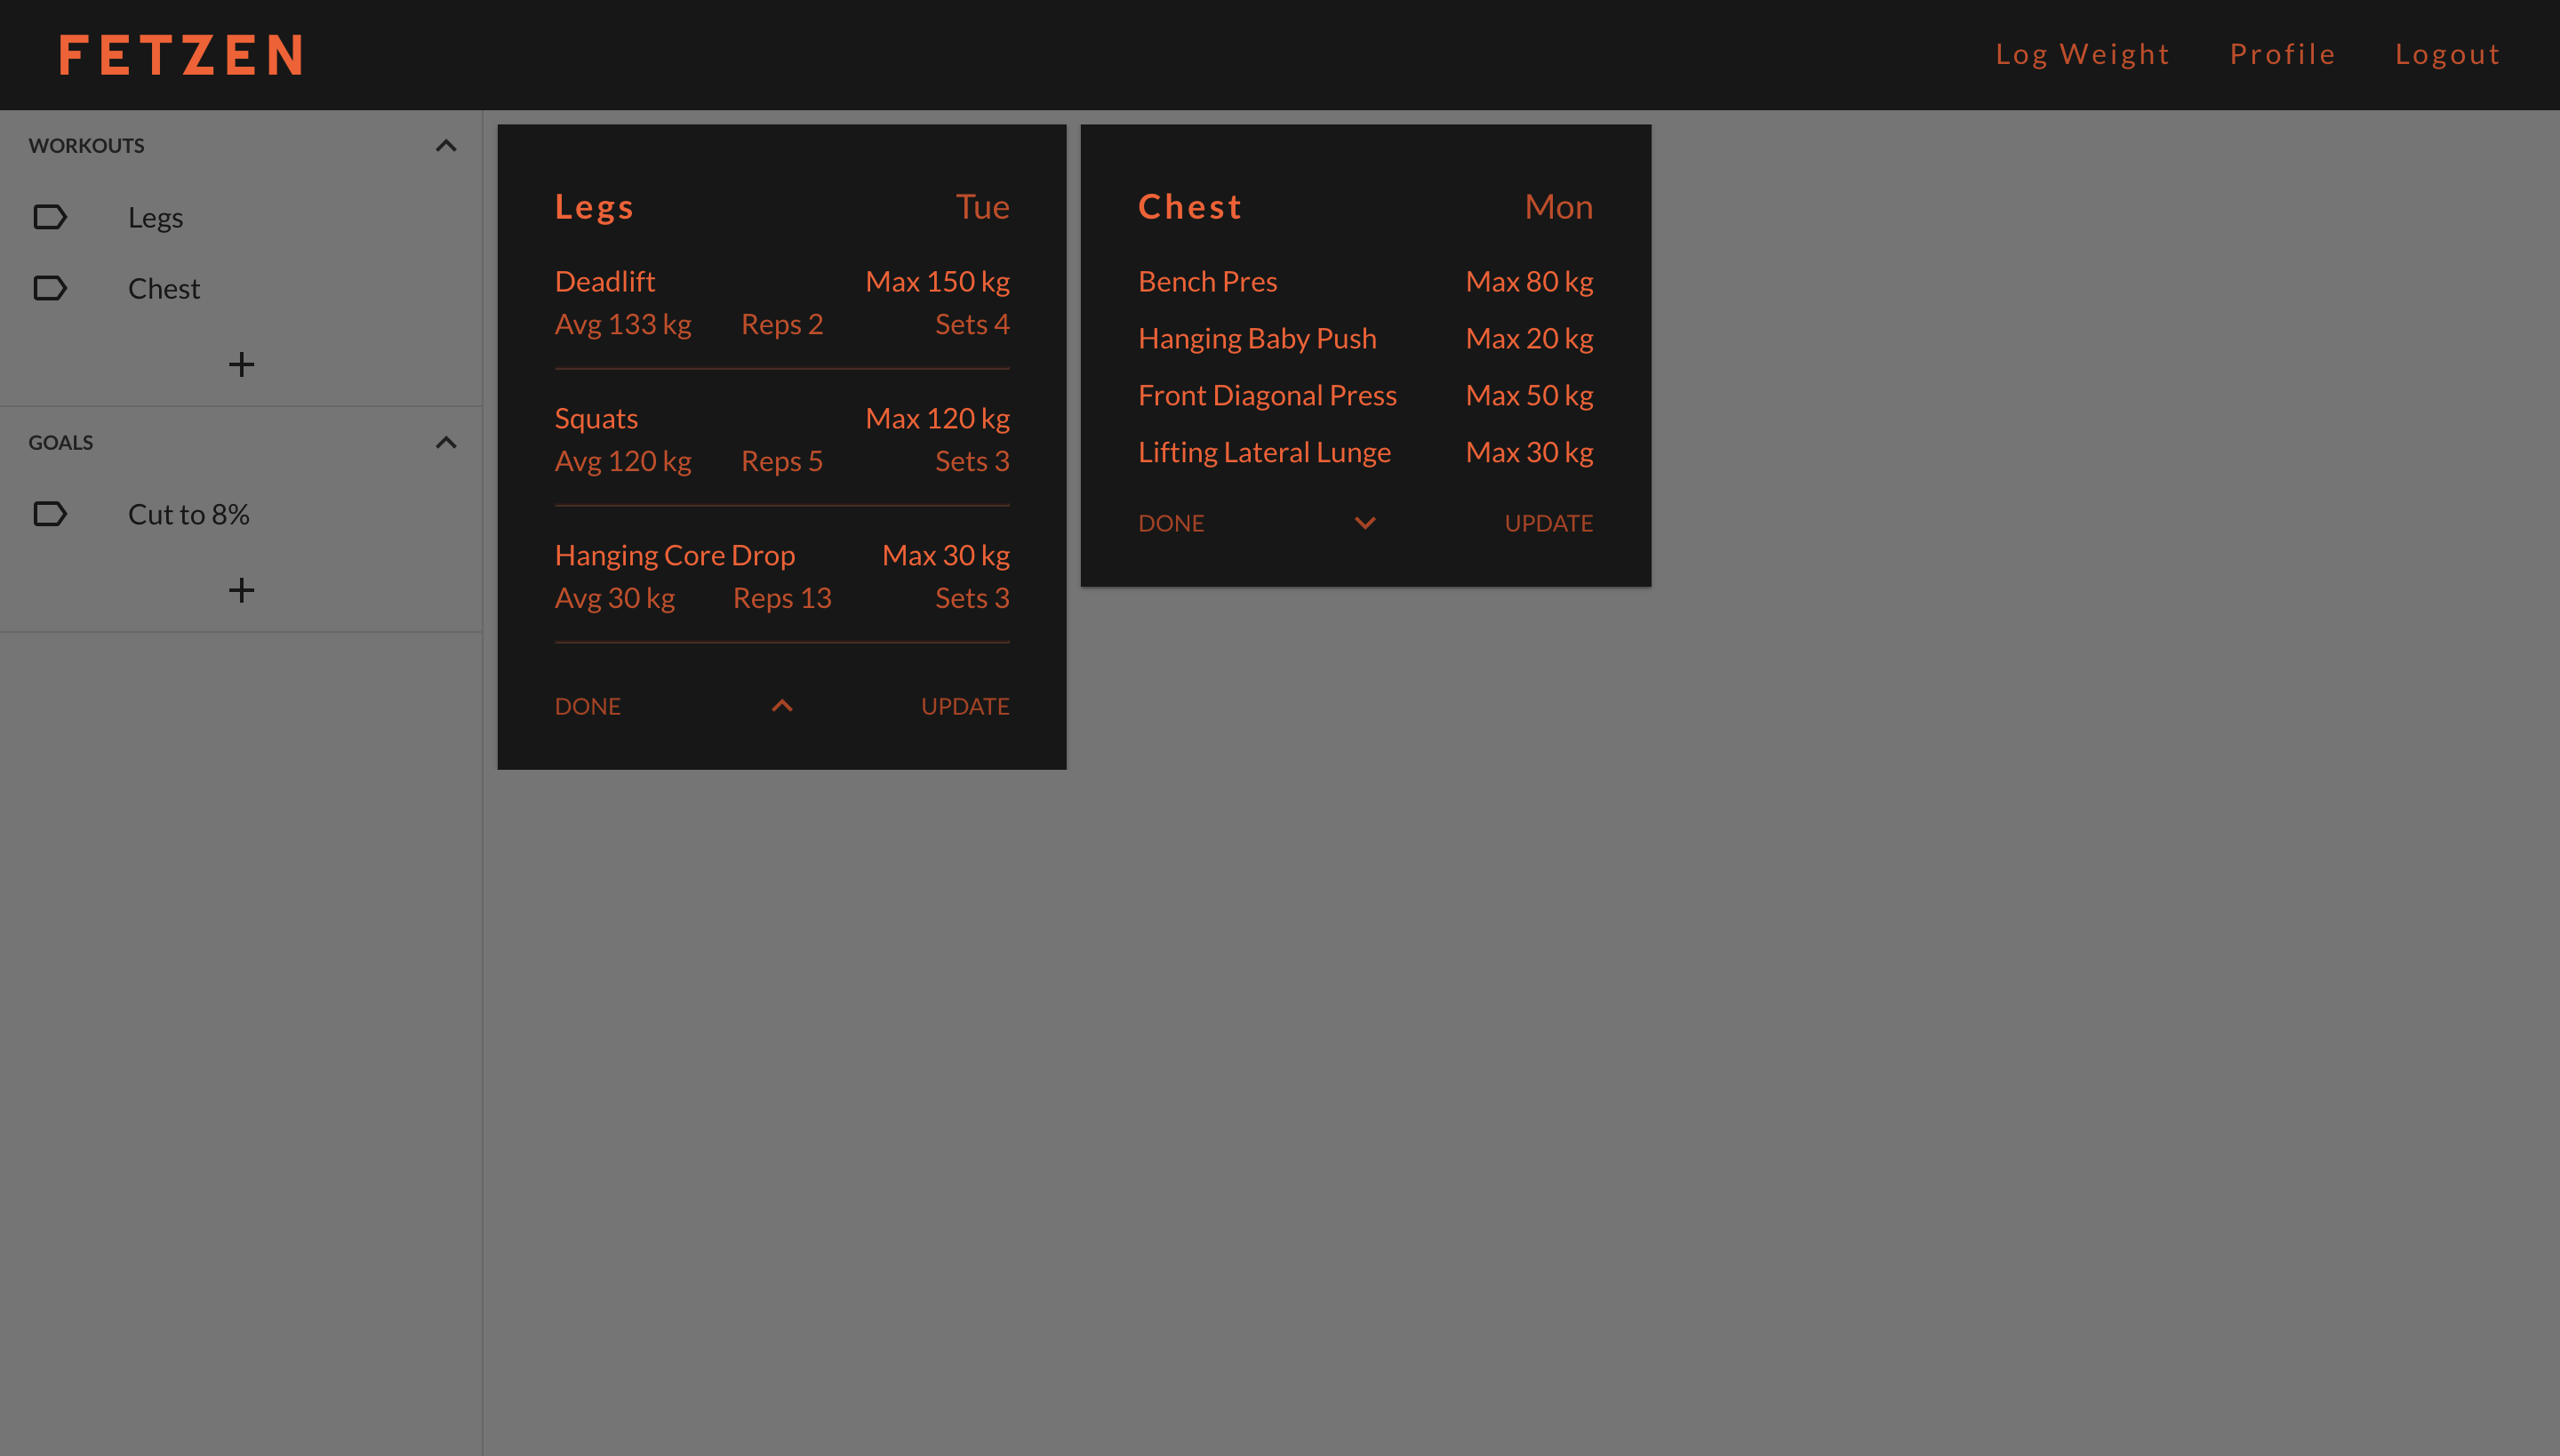 FETZEN
Log Weight Profile Logout
WORKOUTS
Legs
Chest
GOALS
Cut to 8%
Legs Tue
Deadlift Max 150 kg
Avg 133 kg Reps 2 Sets 4
Squats Max 120 kg
Avg 120 kg Reps 5 Sets 3
Hanging Core Drop Max 30 kg
Avg 30 kg Reps 13 Sets 3
DONE UPDATE
Chest Mon
Bench Pres Max 80 kg
Hanging Baby Push Max 20 kg
Front Diagonal Press Max 50 kg
Lifting Lateral Lunge Max 30 kg
DONE UPDATE